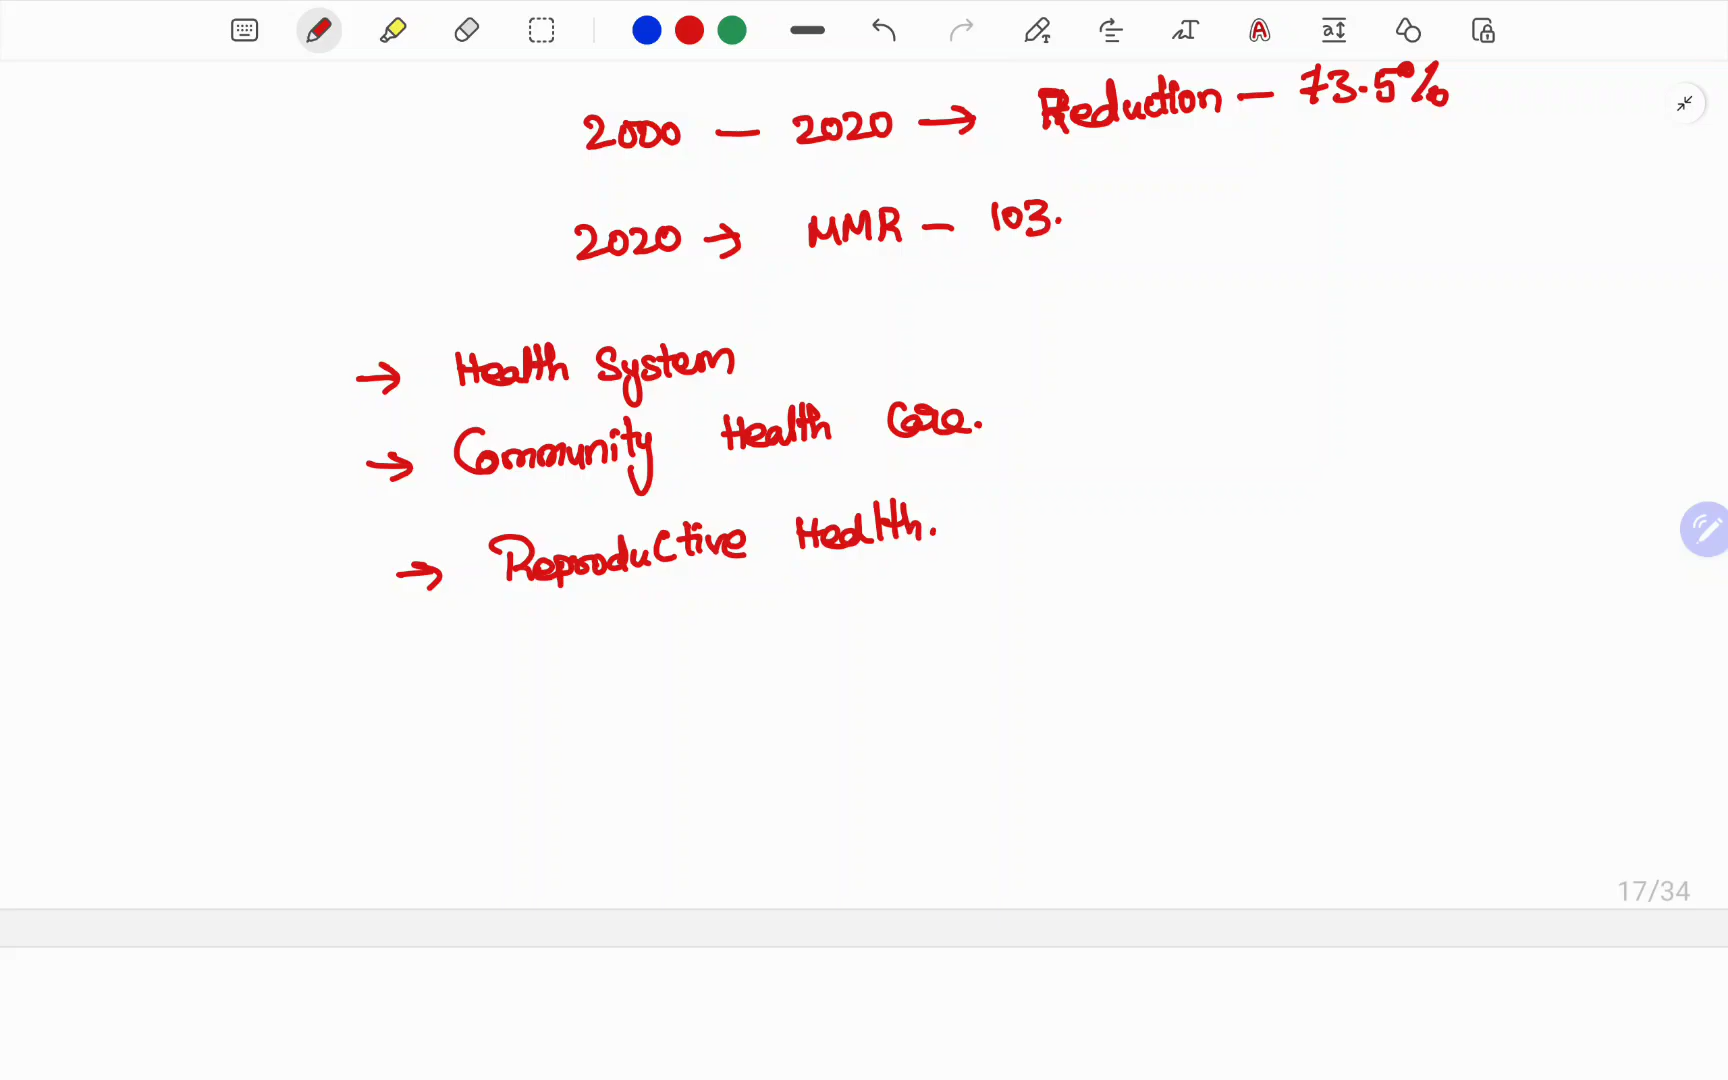 2000 — 2020 → Reduction — 73.5%
2020 → MMR — 103.
→ Health System
→ Community Health Care.
→ Reproductive Health.
17/34